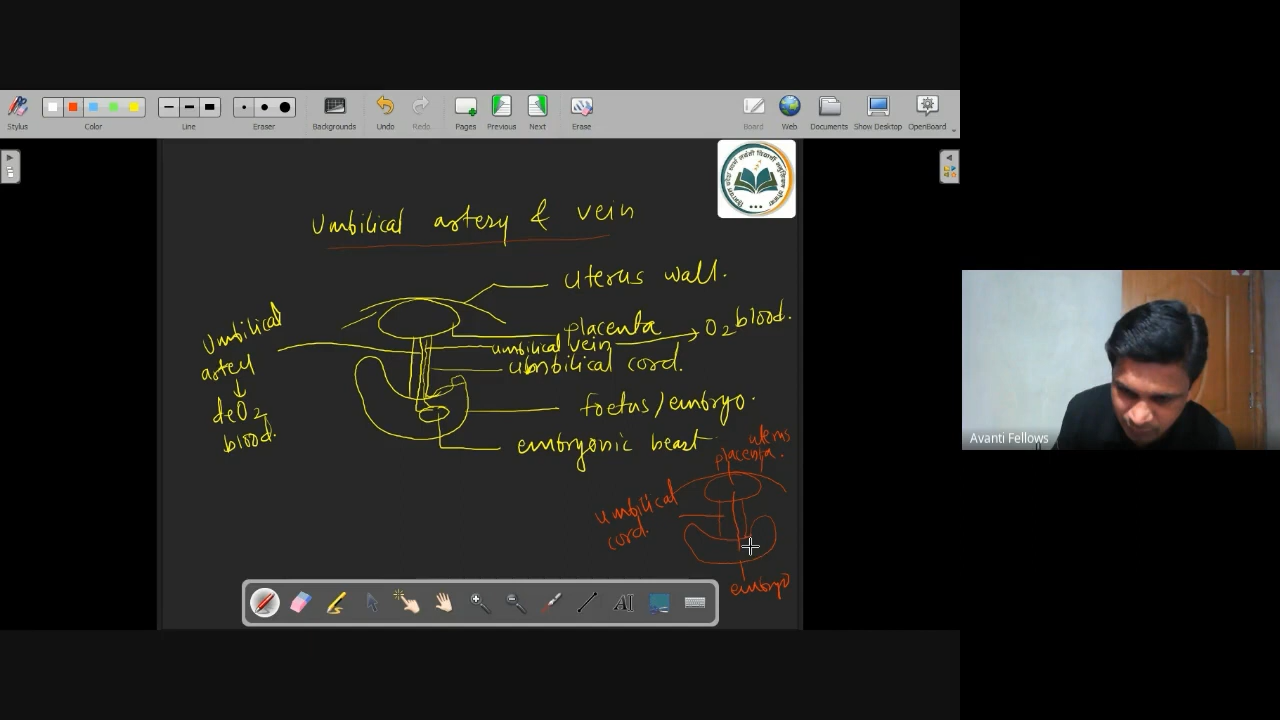 Stylus
Color
Line
Eraser
Backgrounds
Undo
Redo
Pages
Previous
Next
Erase
Board
Web
Documents
Show Desktop
OpenBoard
Umbilical artery & vein
uterus wall.
placenta
O2 blood.
umbilical vein
umbilical cord.
foetus/embryo.
embryonic beast
Umbilical
artery
deO2
blood.
uterus
placenta.
umbilical
cord.
embryo
Avanti Fellows
AI